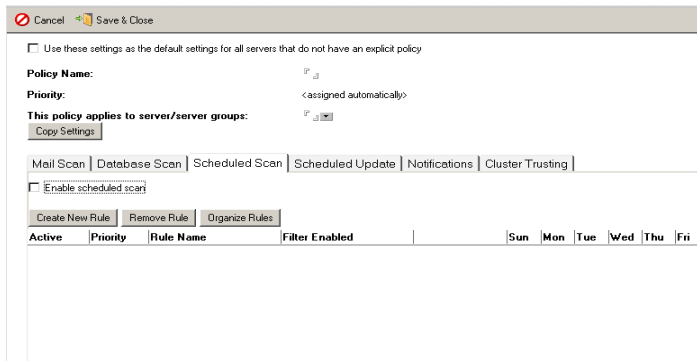 Cancel Save & Close
Use these settings as the default settings for all servers that do not have an explicit policy
Policy Name:
Priority: <assigned automatically>
This policy applies to server/server groups:
Copy Settings
Mail Scan Database Scan Scheduled Scan Scheduled Update Notifications Cluster Trusting
Enable scheduled scan
Create New Rule Remove Rule Organize Rules
Active Priority Rule Name Filter Enabled Sun Mon Tue Wed Thu Fri